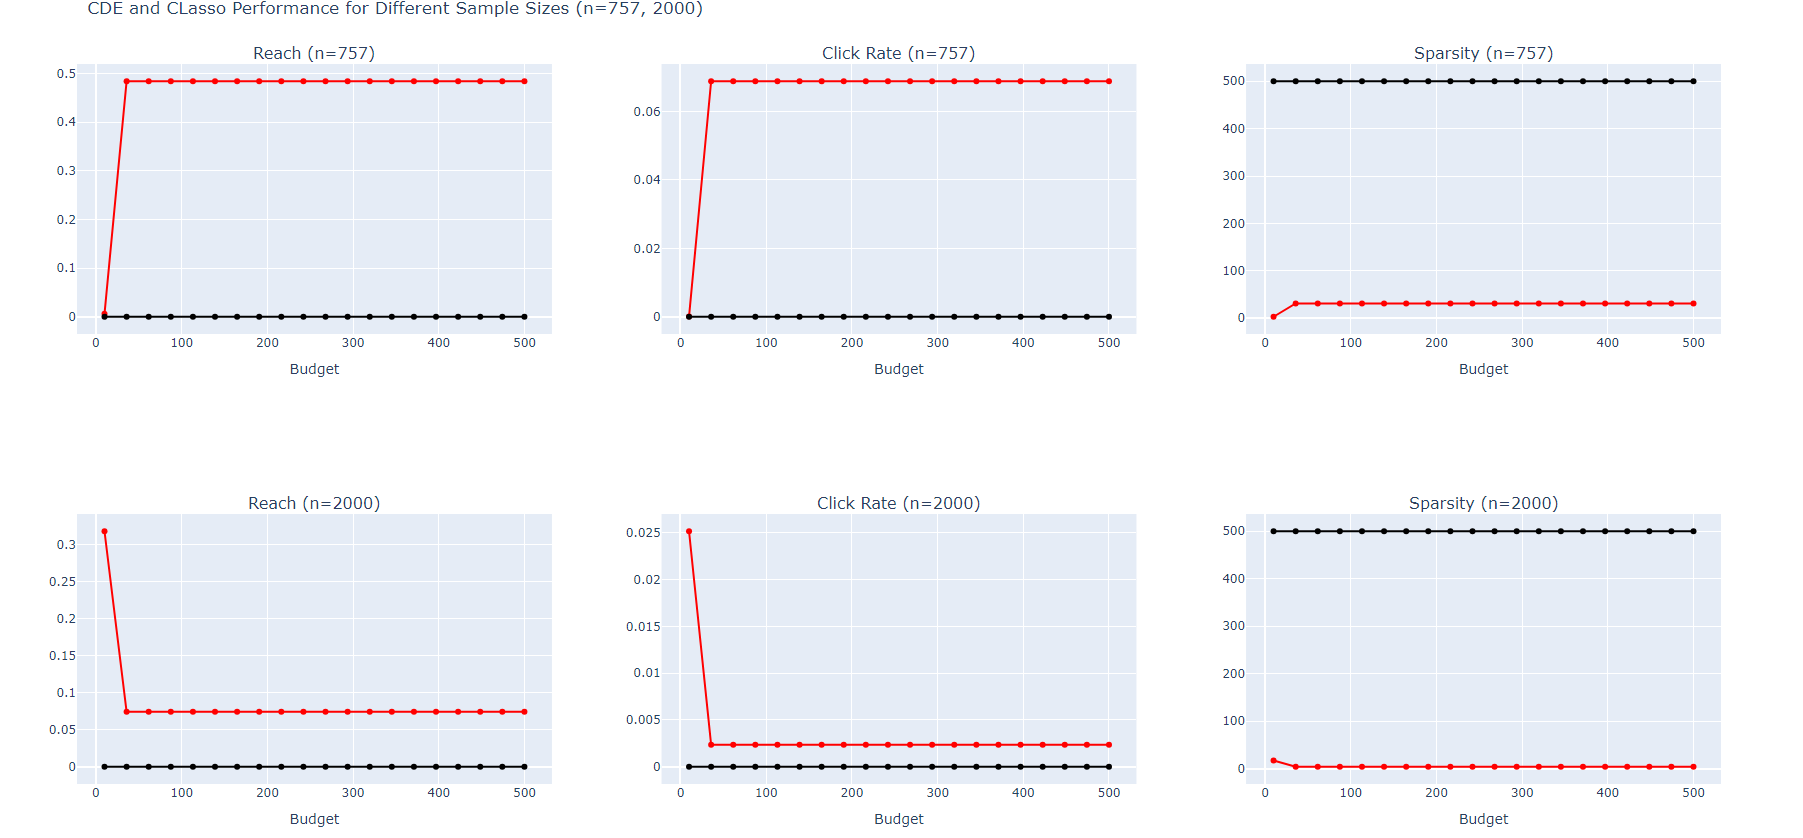 CDE and CLasso Performance for Different Sample Sizes (n=757, 2000)
Reach (n=757)
0.5
0.4
0.3
0.2
0.1
0
0 100 200 300 400 500
Budget
Click Rate (n=757)
0.06
0.04
0.02
0
0 100 200 300 400 500
Budget
Sparsity (n=757)
500
400
300
200
100
0
0 100 200 300 400 500
Budget
Reach (n=2000)
0.3
0.25
0.2
0.15
0.1
0.05
0
0 100 200 300 400 500
Budget
Click Rate (n=2000)
0.025
0.02
0.015
0.01
0.005
0
0 100 200 300 400 500
Budget
Sparsity (n=2000)
500
400
300
200
100
0
0 100 200 300 400 500
Budget